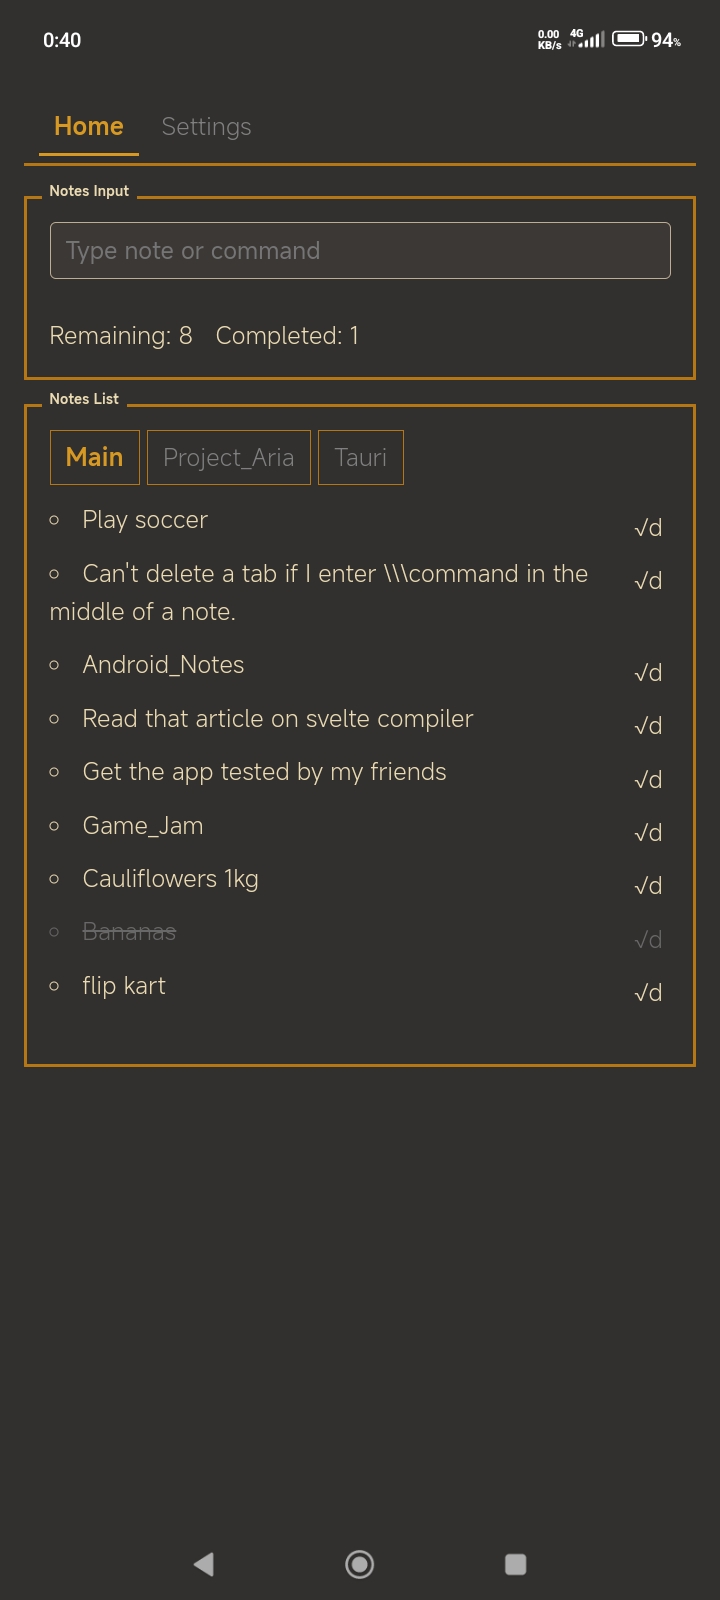 0:40 0.00 KB/s 4G 94%
Home Settings
Notes Input
Type note or command
Remaining: 8 Completed: 1
Notes List
Main Project_Aria Tauri
Play soccer √d
Can't delete a tab if I enter \\\command in the √d
middle of a note.
Android_Notes √d
Read that article on svelte compiler √d
Get the app tested by my friends √d
Game_Jam √d
Cauliflowers 1kg √d
Bananas √d
flip kart √d